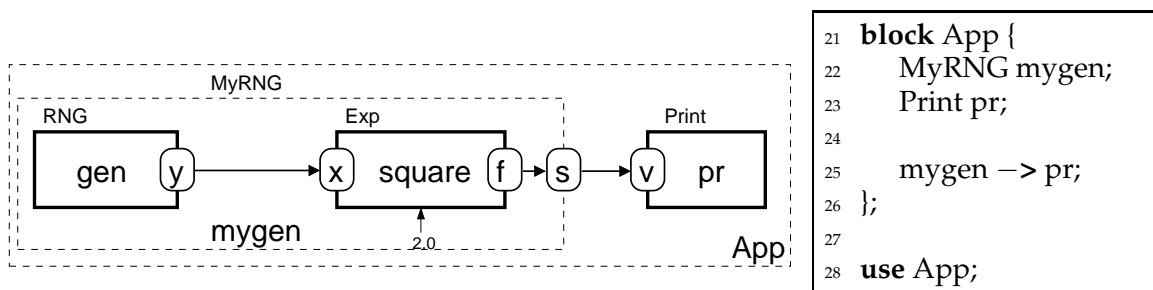 MyRNG
RNG
Exp
Print
gen
y
x
square
f
s
v
pr
mygen
2.0
App
21 block App {
22 MyRNG mygen;
23 Print pr;
24
25 mygen −> pr;
26 };
27
28 use App;